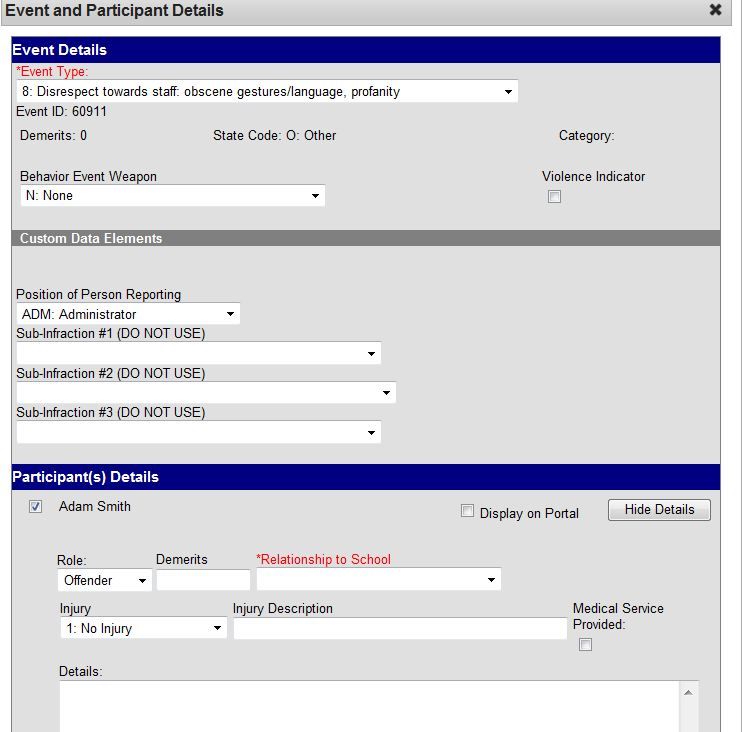 Event and Participant Details
Event Details
*Event Type:
8: Disrespect towards staff: obscene gestures/language, profanity
Event ID: 60911
Demerits: 0 State Code: O: Other Category:
Behavior Event Weapon Violence Indicator
N: None
Custom Data Elements
Position of Person Reporting
ADM: Administrator
Sub-Infraction #1 (DO NOT USE)
Sub-Infraction #2 (DO NOT USE)
Sub-Infraction #3 (DO NOT USE)
Participant(s) Details
Adam Smith Display on Portal Hide Details
Role: Demerits *Relationship to School
Offender
Injury Injury Description Medical Service
Provided:
1: No Injury
Details: